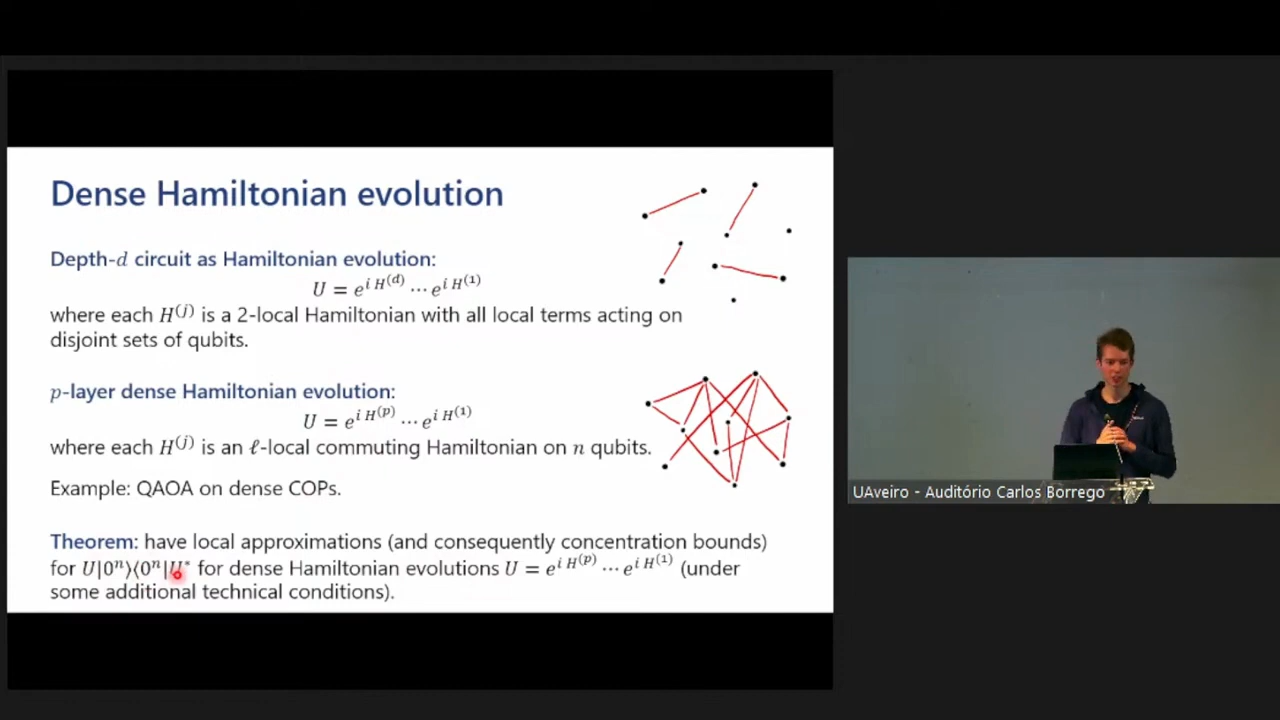 Dense Hamiltonian evolution
Depth-d circuit as Hamiltonian evolution:
U = e^{i H^{(d)}} ⋯ e^{i H^{(1)}}
where each H^{(j)} is a 2-local Hamiltonian with all local terms acting on
disjoint sets of qubits.
p-layer dense Hamiltonian evolution:
U = e^{i H^{(p)}} ⋯ e^{i H^{(1)}}
where each H^{(j)} is an ℓ-local commuting Hamiltonian on n qubits.
Example: QAOA on dense COPs.
Theorem: have local approximations (and consequently concentration bounds)
for U|0^n⟩⟨0^n|U^* for dense Hamiltonian evolutions U = e^{i H^{(p)}} ⋯ e^{i H^{(1)}} (under
some additional technical conditions).
UAveiro - Auditório Carlos Borrego